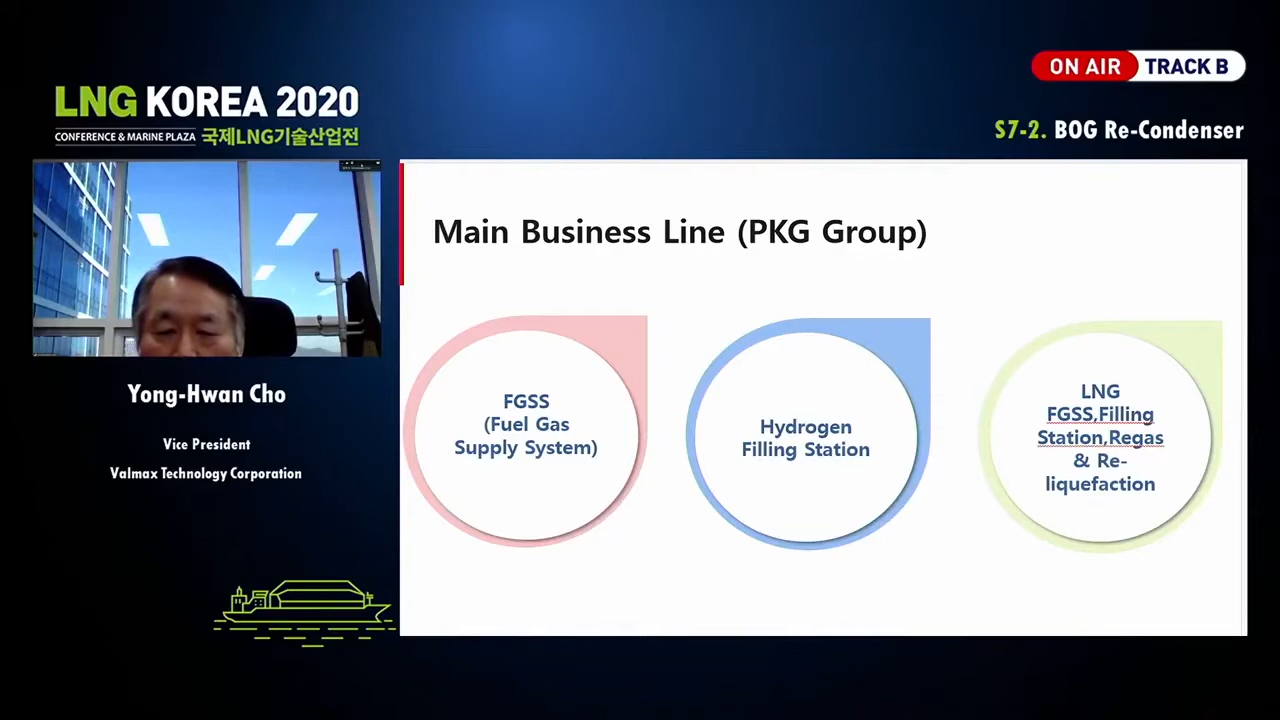 LNG KOREA 2020
CONFERENCE & MARINE PLAZA 국제LNG기술산업전
ON AIR TRACK B
S7-2. BOG Re-Condenser
Yong-Hwan Cho
Vice President
Valmax Technology Corporation
Main Business Line (PKG Group)
FGSS
(Fuel Gas
Supply System)
Hydrogen
Filling Station
LNG
FGSS,Filling
Station,Regas
& Re-
liquefaction